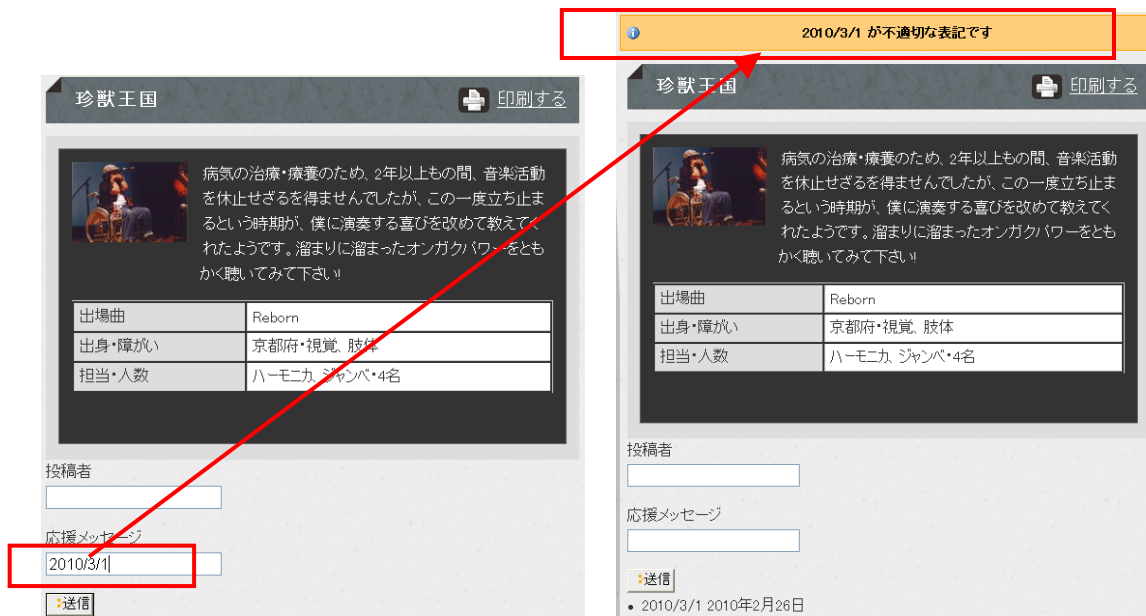 2010/3/1 が不適切な表記です
珍獣王国
印刷する
病気の治療・療養のため、2年以上もの間、音楽活動
を休止せざるを得ませんでしたが、この一度立ち止ま
るという時期が、僕に演奏する喜びを改めて教えてく
れたようです。溜まりに溜まったオンガクパワーをとも
かく聴いてみて下さい!
出場曲 Reborn
出身・障がい 京都府・視覚、肢体
担当・人数 ハーモニカ、ジャンベ・4名
投稿者
応援メッセージ
2010/3/1
送信
珍獣王国
印刷する
病気の治療・療養のため、2年以上もの間、音楽活動
を休止せざるを得ませんでしたが、この一度立ち止ま
るという時期が、僕に演奏する喜びを改めて教えてく
れたようです。溜まりに溜まったオンガクパワーをとも
かく聴いてみて下さい!
出場曲 Reborn
出身・障がい 京都府・視覚、肢体
担当・人数 ハーモニカ、ジャンベ・4名
投稿者
応援メッセージ
送信
• 2010/3/1 2010年2月26日